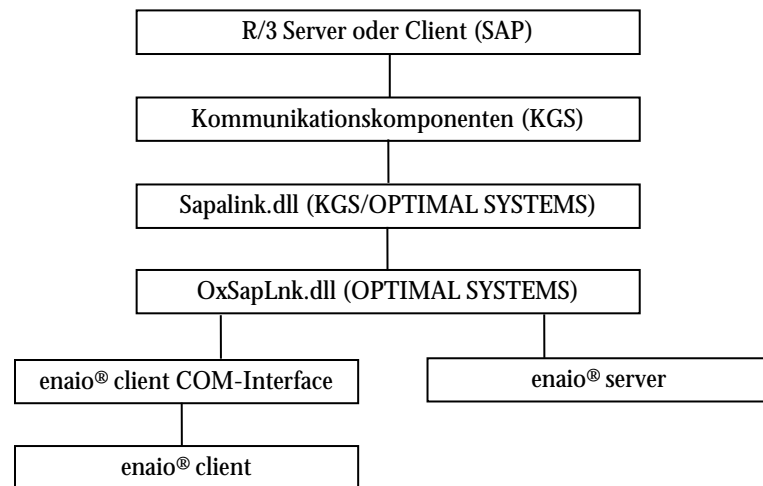 R/3 Server oder Client (SAP)
Kommunikationskomponenten (KGS)
Sapalink.dll (KGS/OPTIMAL SYSTEMS)
OxSapLnk.dll (OPTIMAL SYSTEMS)
enaio® client COM-Interface
enaio® server
enaio® client